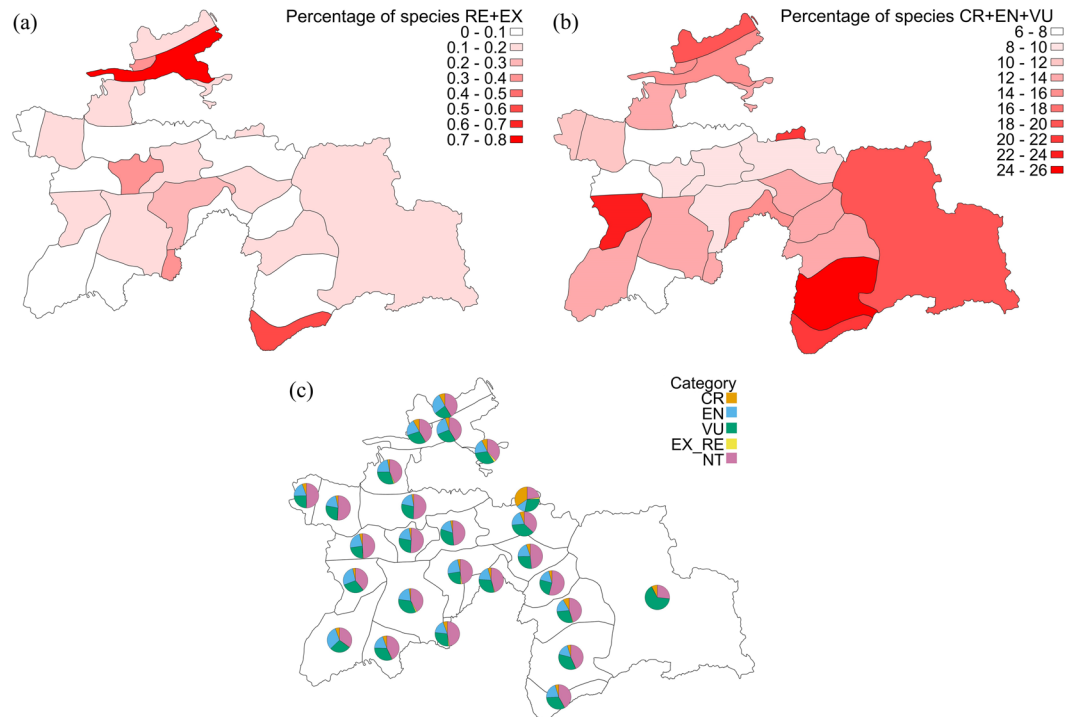 (a)
Percentage of species RE+EX
0 - 0.1
0.1 - 0.2
0.2 - 0.3
0.3 - 0.4
0.4 - 0.5
0.5 - 0.6
0.6 - 0.7
0.7 - 0.8
(b)
Percentage of species CR+EN+VU
6 - 8
8 - 10
10 - 12
12 - 14
14 - 16
16 - 18
18 - 20
20 - 22
22 - 24
24 - 26
(c)
Category
CR
EN
VU
EX_RE
NT